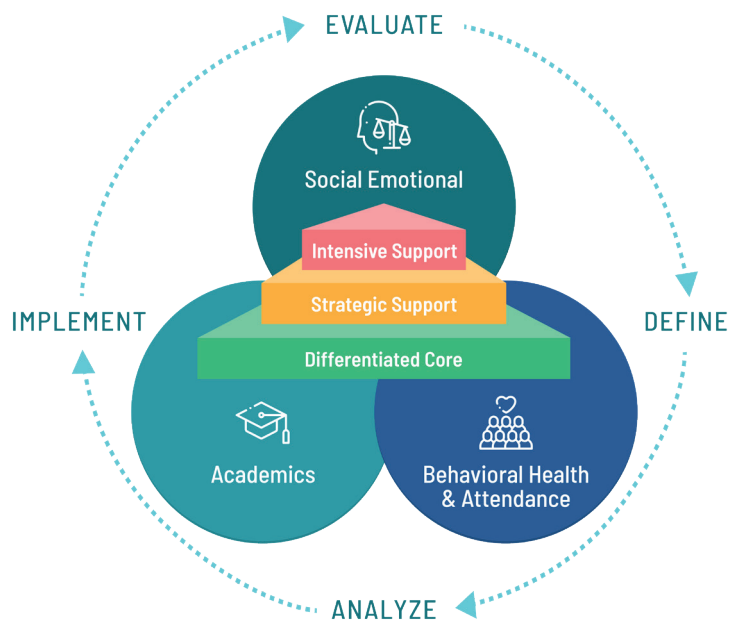 EVALUATE
Social Emotional
Intensive Support
Strategic Support
IMPLEMENT
DEFINE
Differentiated Core
Academics
Behavioral Health
& Attendance
ANALYZE